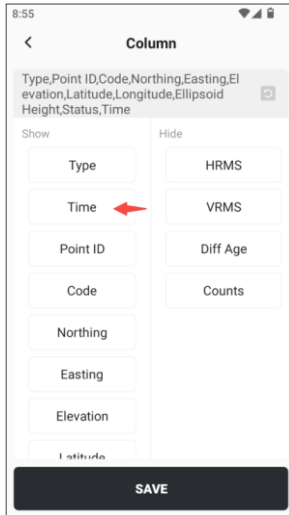 8:55
Column
Type,Point ID,Code,Northing,Easting,El
evation,Latitude,Longitude,Ellipsoid
Height,Status,Time
Show
Hide
Type
HRMS
Time
VRMS
Point ID
Diff Age
Code
Counts
Northing
Easting
Elevation
Latitude
SAVE